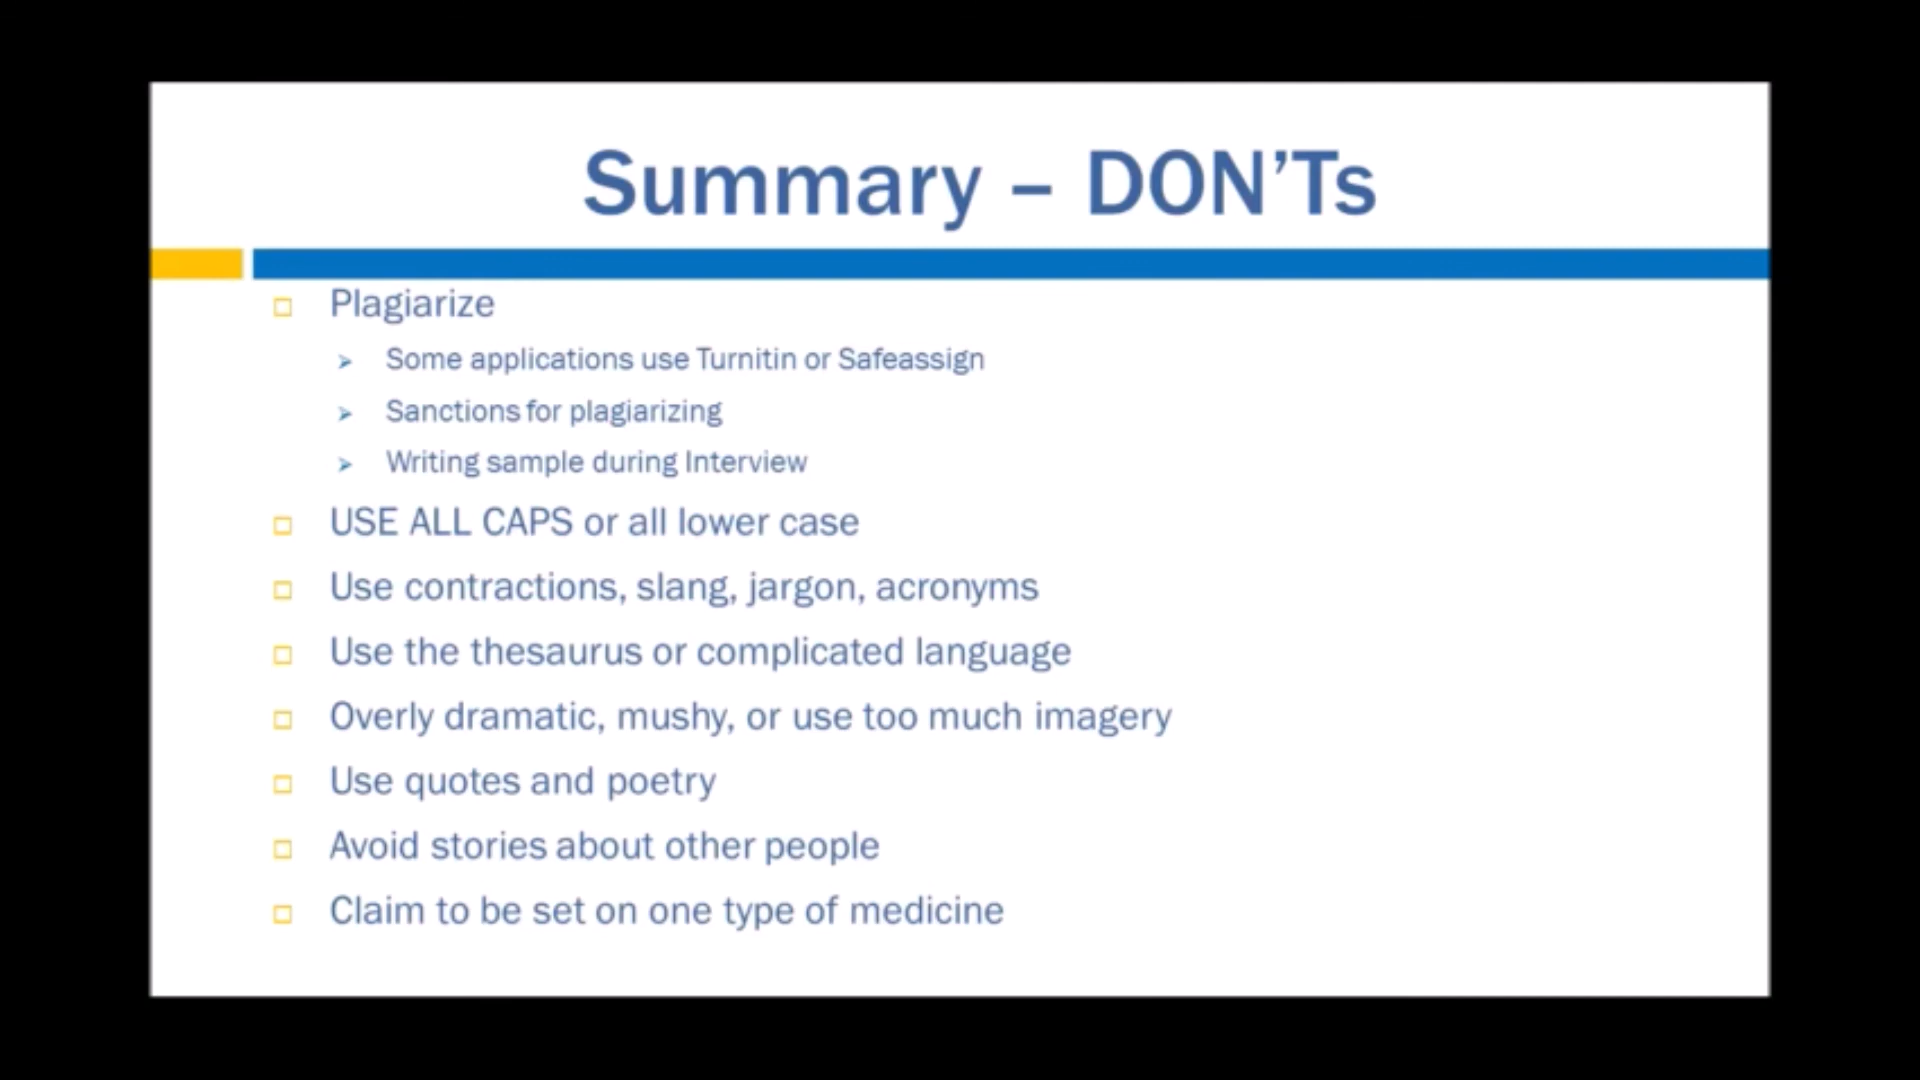 Summary – DON’Ts
Plagiarize
Some applications use Turnitin or Safeassign
Sanctions for plagiarizing
Writing sample during Interview
USE ALL CAPS or all lower case
Use contractions, slang, jargon, acronyms
Use the thesaurus or complicated language
Overly dramatic, mushy, or use too much imagery
Use quotes and poetry
Avoid stories about other people
Claim to be set on one type of medicine